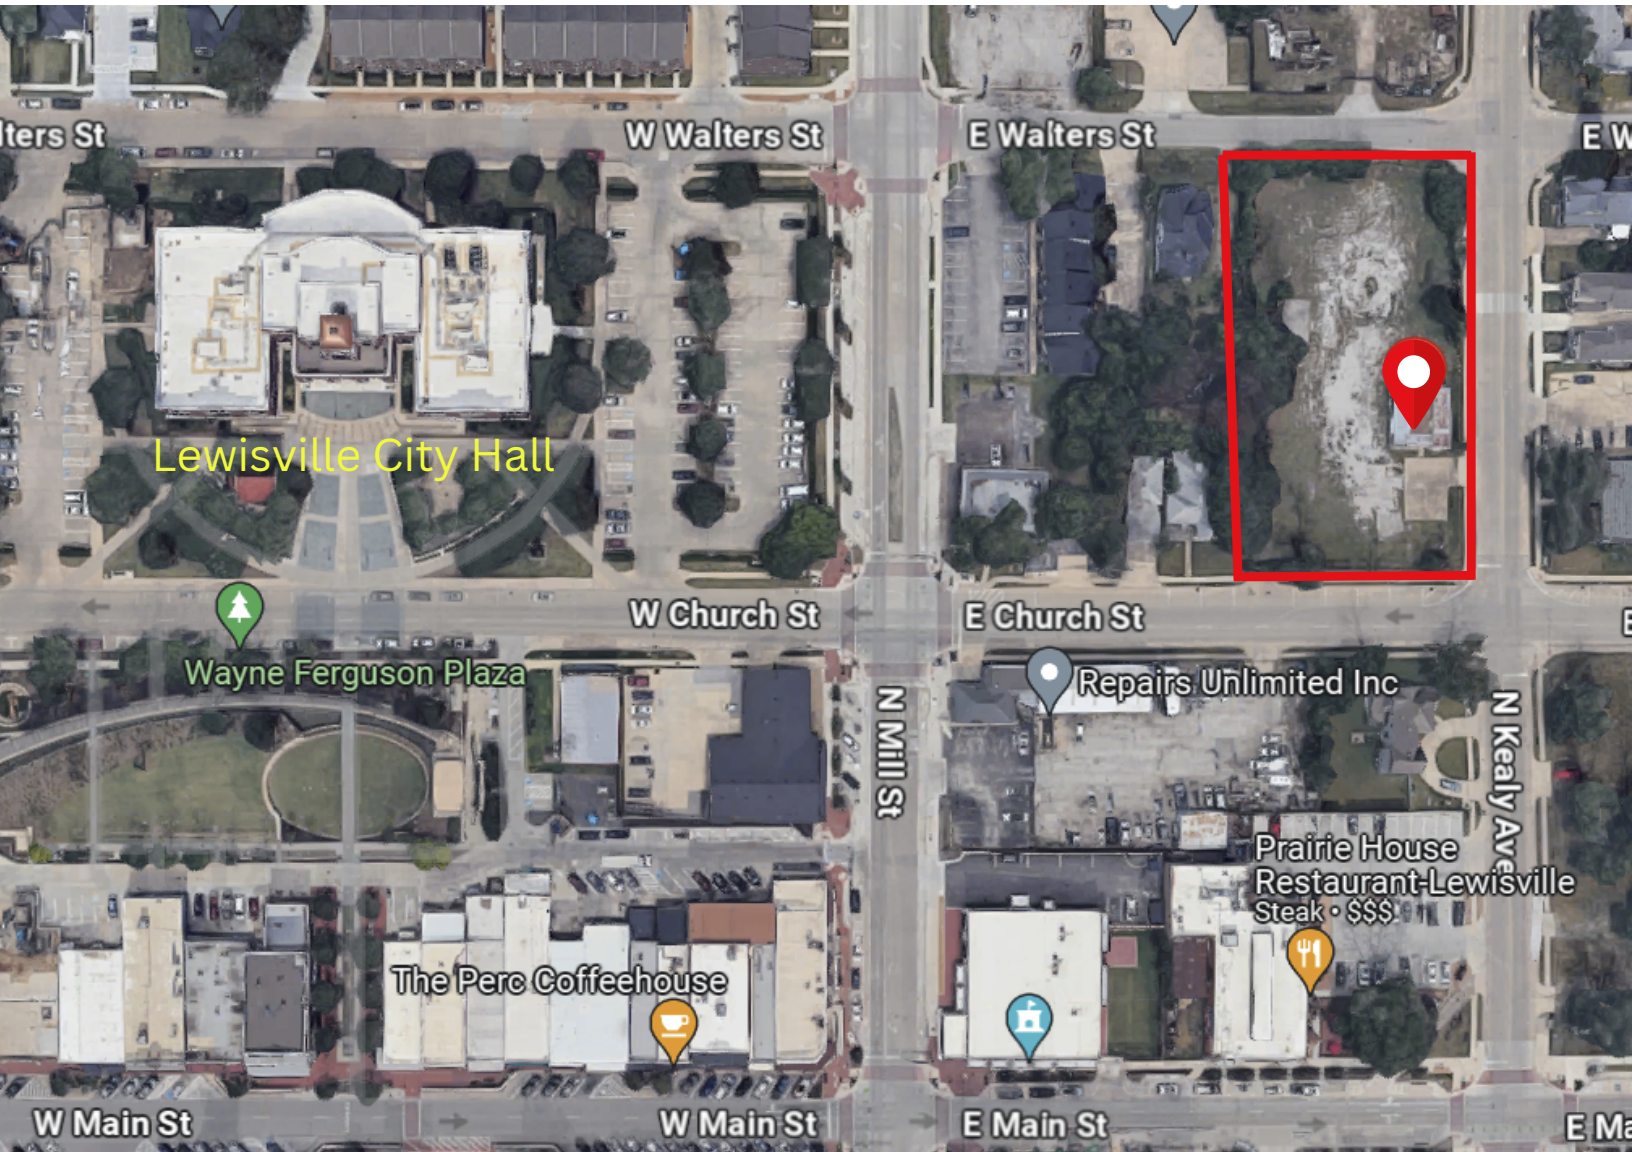 lters St
W Walters St
E Walters St
E W
Lewisville City Hall
W Church St
E Church St
E
Wayne Ferguson Plaza
Repairs Unlimited Inc
N Mill St
N Kealy Ave
Prairie House
Restaurant-Lewisville
Steak • $$$
The Perc Coffeehouse
W Main St
W Main St
E Main St
E Ma